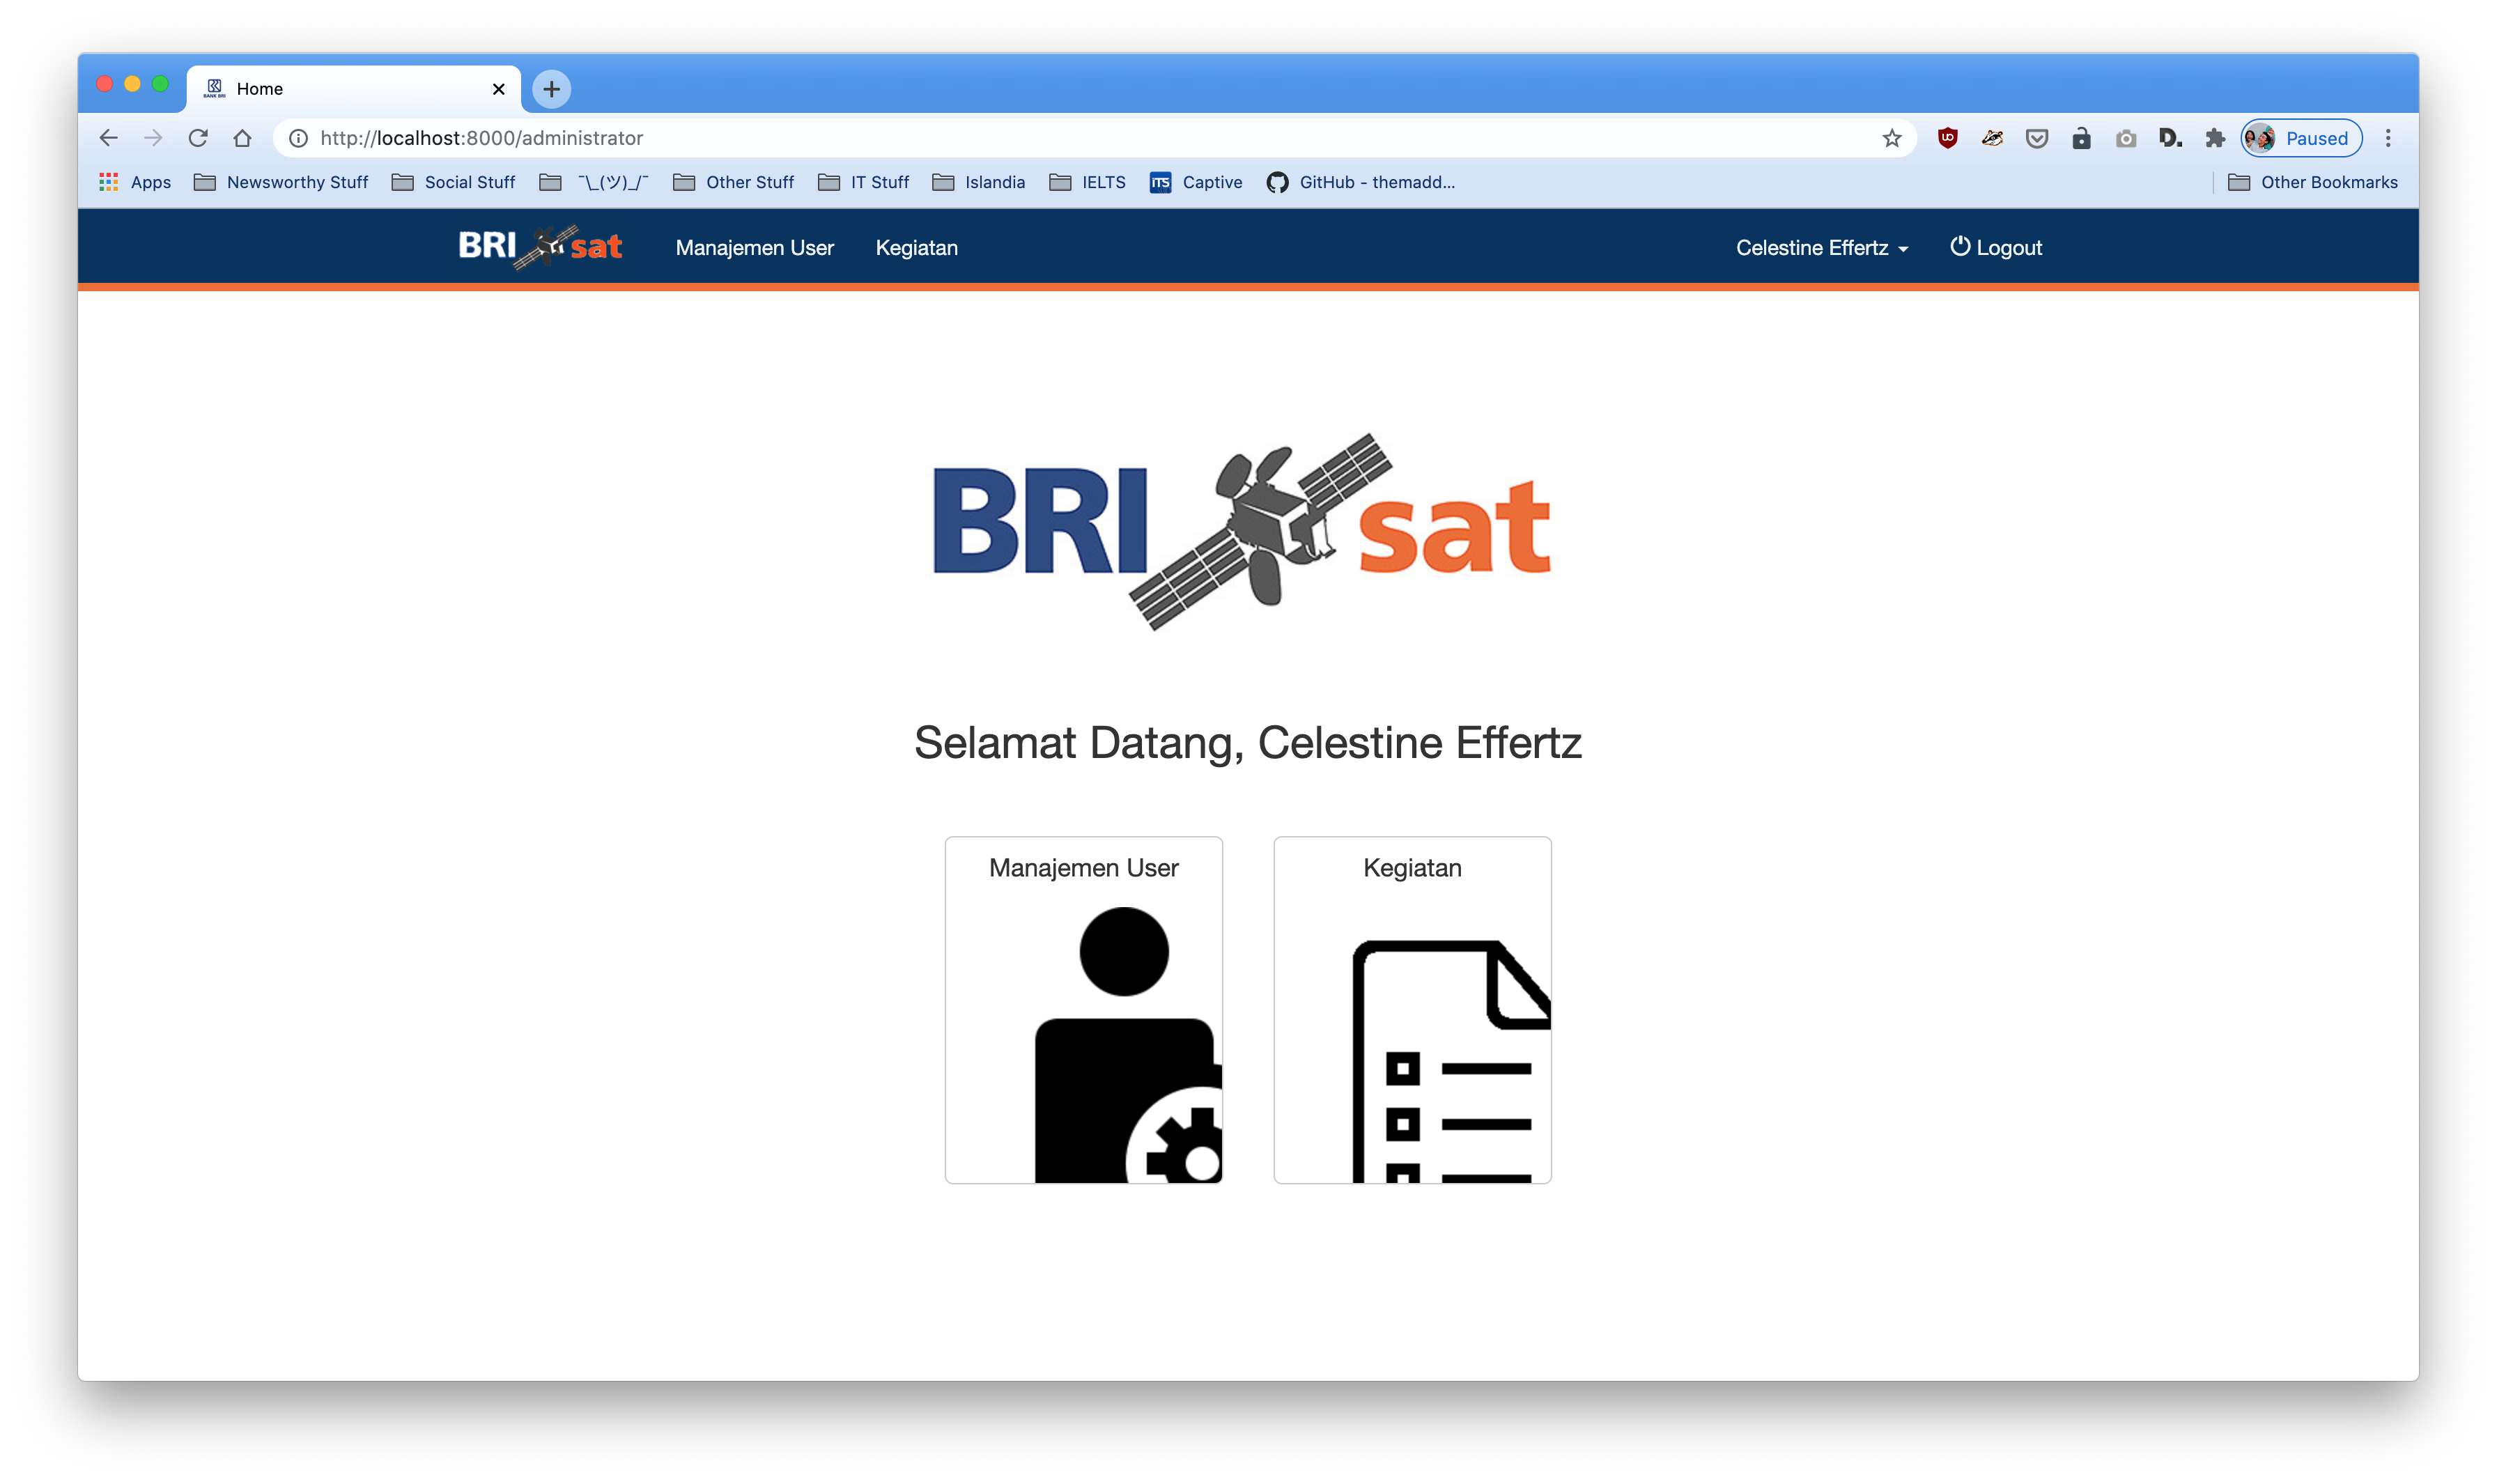 Home
http://localhost:8000/administrator
Paused
Apps Newsworthy Stuff Social Stuff ¯\_(ツ)_/¯ Other Stuff IT Stuff Islandia IELTS ITS Captive GitHub - themadd... Other Bookmarks
BRI sat Manajemen User Kegiatan Celestine Effertz Logout
BRI sat
Selamat Datang, Celestine Effertz
Manajemen User Kegiatan